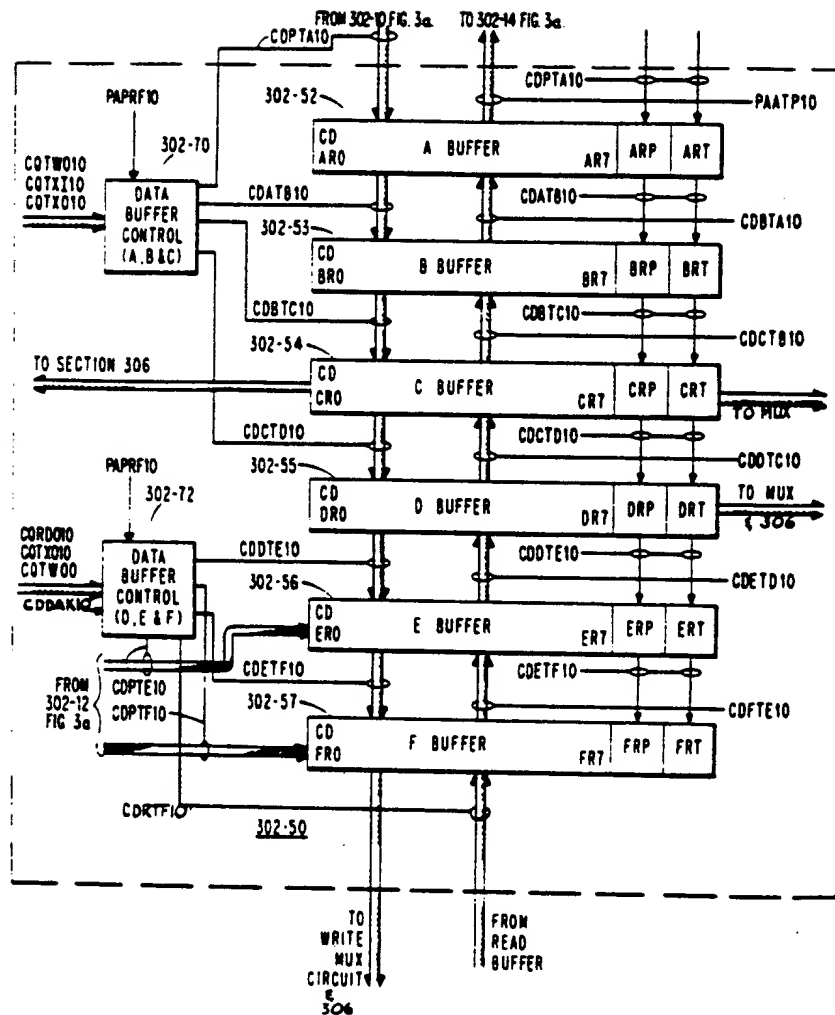 FROM 302-10 FIG. 3a
TO 302-14 FIG. 3a
CDPTA10
CDPTA10
PAPRF10
302-70
302-52
PAATP10
CD
AR0
A BUFFER
AR7
ARP
ART
CQTW010
CQTXI10
CQTX010
DATA
BUFFER
CONTROL
(A,B&C)
CDATB10
CDATB10
CDBTA10
302-53
CD
BR0
B BUFFER
BR7
BRP
BRT
CDBTC10
CDBTC10
CDCTB10
302-54
TO SECTION 306
CD
CR0
C BUFFER
CR7
CRP
CRT
TO MUX
CDCTD10
CDCTD10
CDDTC10
302-55
PAPRF10
302-72
CD
DR0
D BUFFER
DR7
DRP
DRT
TO MUX
& 306
CQRD010
CQTX010
CQTW00
CDDAK10
DATA
BUFFER
CONTROL
(D,E & F)
CDDTE10
CDDTE10
CDETD10
302-56
CD
ER0
E BUFFER
ER7
ERP
ERT
FROM
302-12
FIG 3a
CDPTE10
CDPTF10
CDETF10
CDETF10
CDFTE10
302-57
CD
FR0
F BUFFER
FR7
FRP
FRT
CDRTF10
302-50
TO
WRITE
MUX
CIRCUIT
&
306
FROM
READ
BUFFER